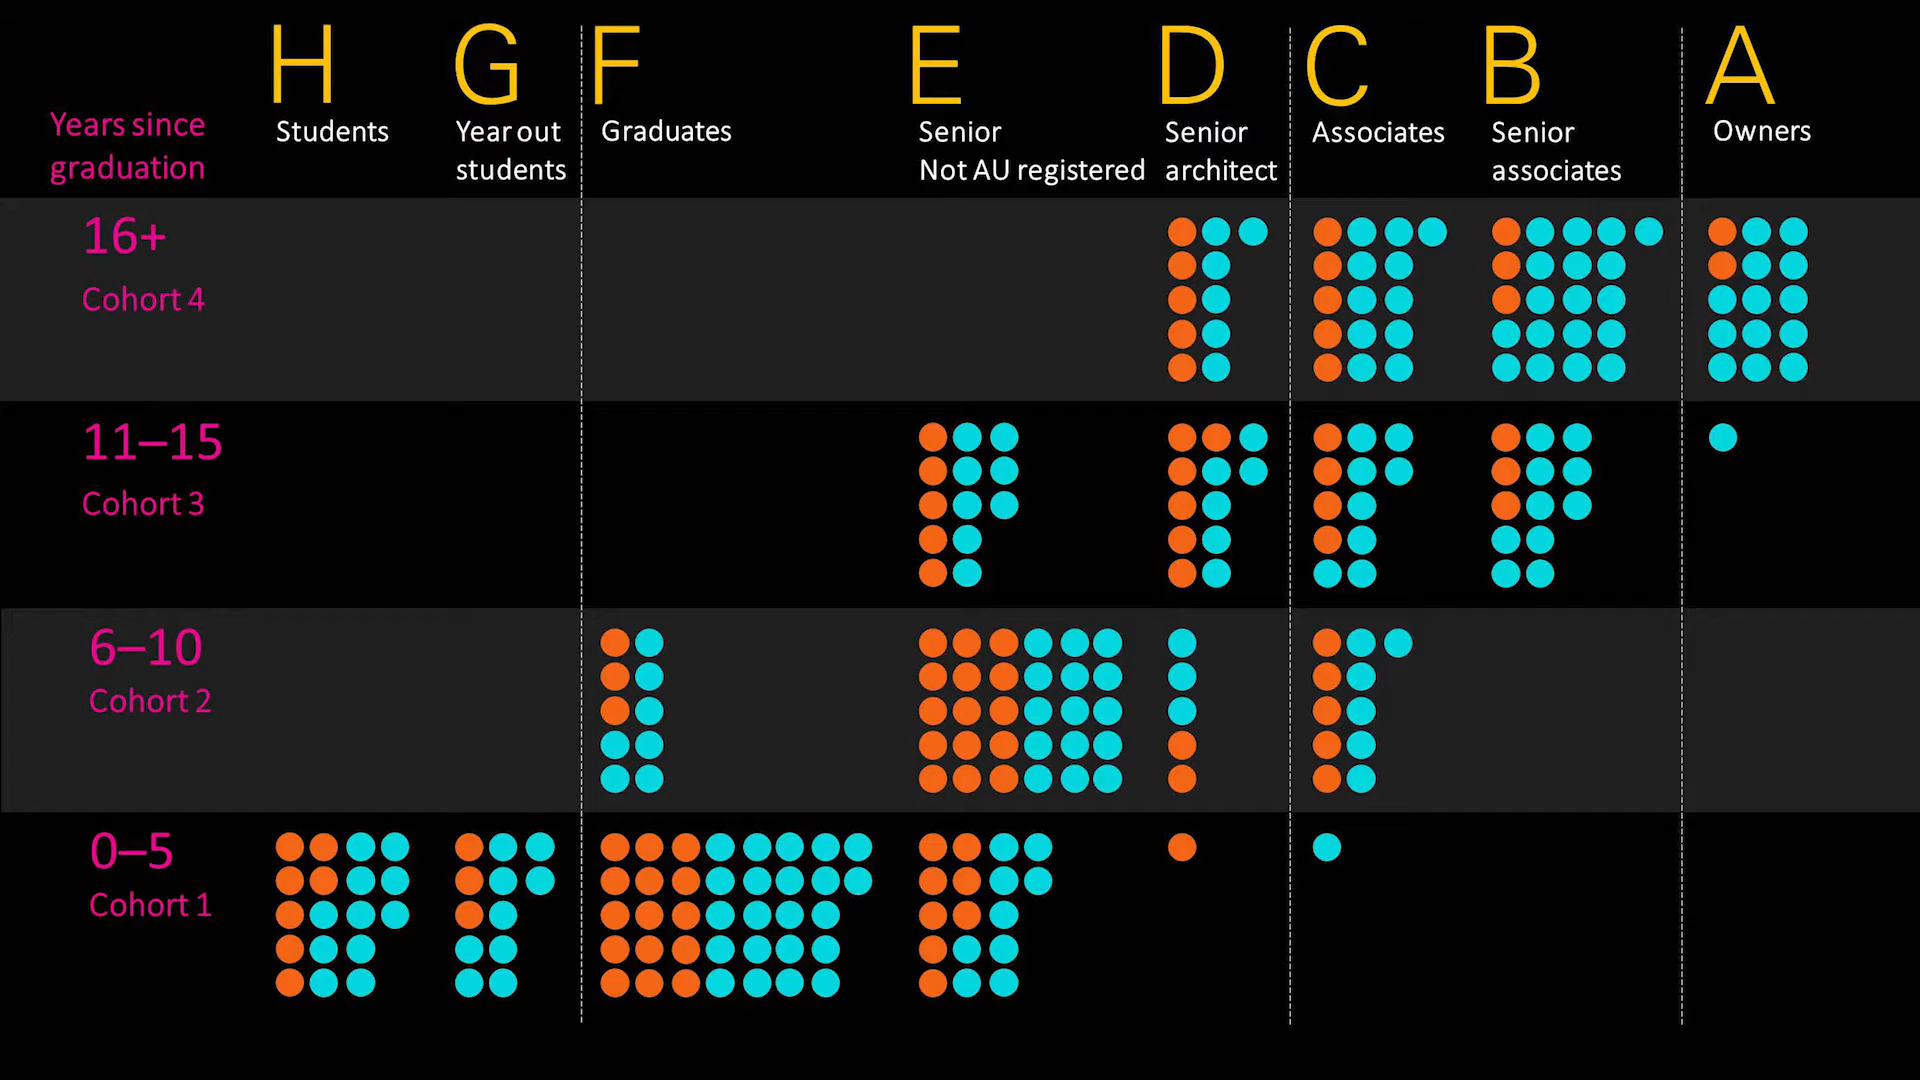 H G F E D C B A
Years since
graduation
Students
Year out
students
Graduates
Senior
Not AU registered
Senior
architect
Associates
Senior
associates
Owners
16+
Cohort 4
11–15
Cohort 3
6–10
Cohort 2
0–5
Cohort 1